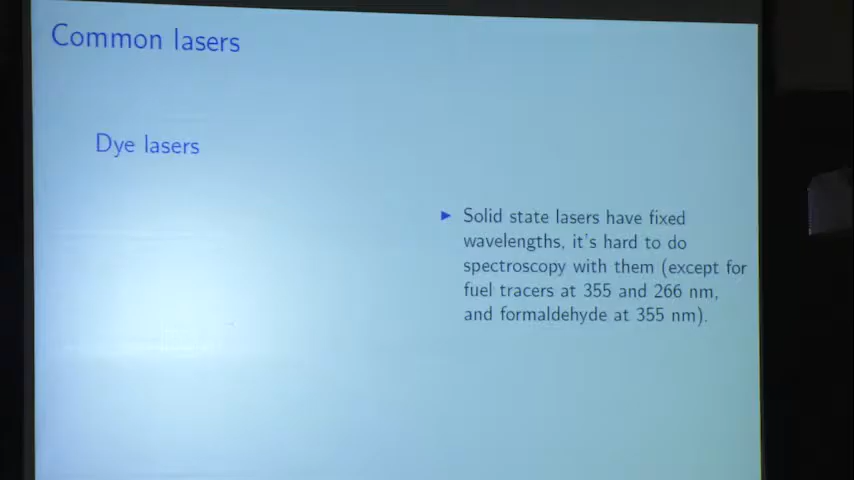 Common lasers
Dye lasers
▶ Solid state lasers have fixed
wavelengths, it's hard to do
spectroscopy with them (except for
fuel tracers at 355 and 266 nm,
and formaldehyde at 355 nm).